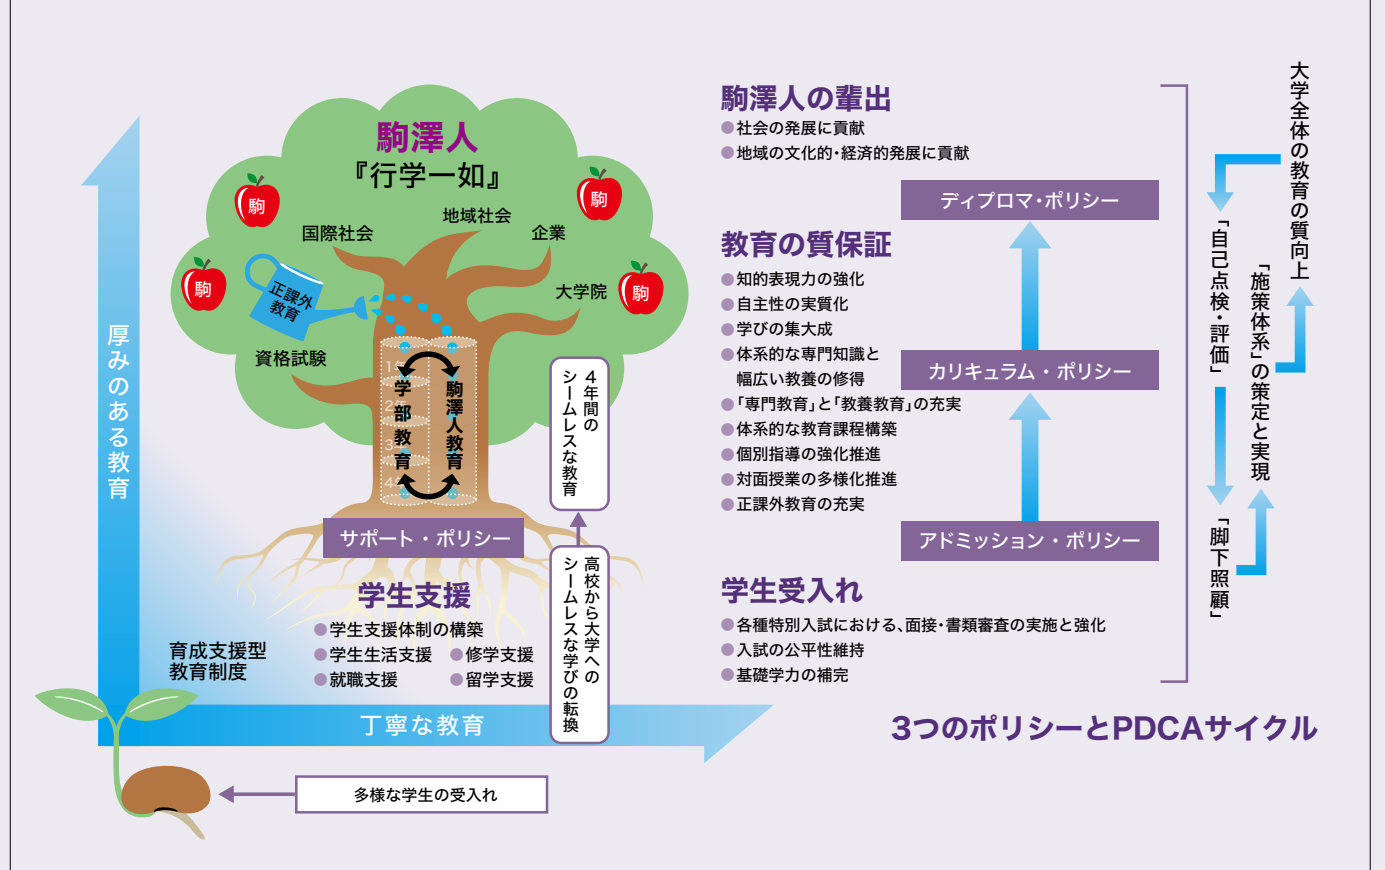 駒澤人
『行学一如』
駒
駒
駒
駒
国際社会
地域社会
企業
大学院
資格試験
正課外
教育
1年
2年
3年
4年
学部教育
駒澤人教育
厚みのある教育
4年間の
シームレスな教育
サポート・ポリシー
高校から大学への
シームレスな学びの転換
学生支援
●学生支援体制の構築
●学生生活支援 ●修学支援
●就職支援 ●留学支援
育成支援型
教育制度
丁寧な教育
多様な学生の受入れ
駒澤人の輩出
●社会の発展に貢献
●地域の文化的・経済的発展に貢献
ディプロマ・ポリシー
教育の質保証
●知的表現力の強化
●自主性の実質化
●学びの集大成
●体系的な専門知識と
幅広い教養の修得
●「専門教育」と「教養教育」の充実
●体系的な教育課程構築
●個別指導の強化推進
●対面授業の多様化推進
●正課外教育の充実
カリキュラム・ポリシー
アドミッション・ポリシー
学生受入れ
●各種特別入試における、面接・書類審査の実施と強化
●入試の公平性維持
●基礎学力の補完
大学全体の教育の質向上
「施策体系」の策定と実現
「自己点検・評価」
「脚下照顧」
3つのポリシーとPDCAサイクル